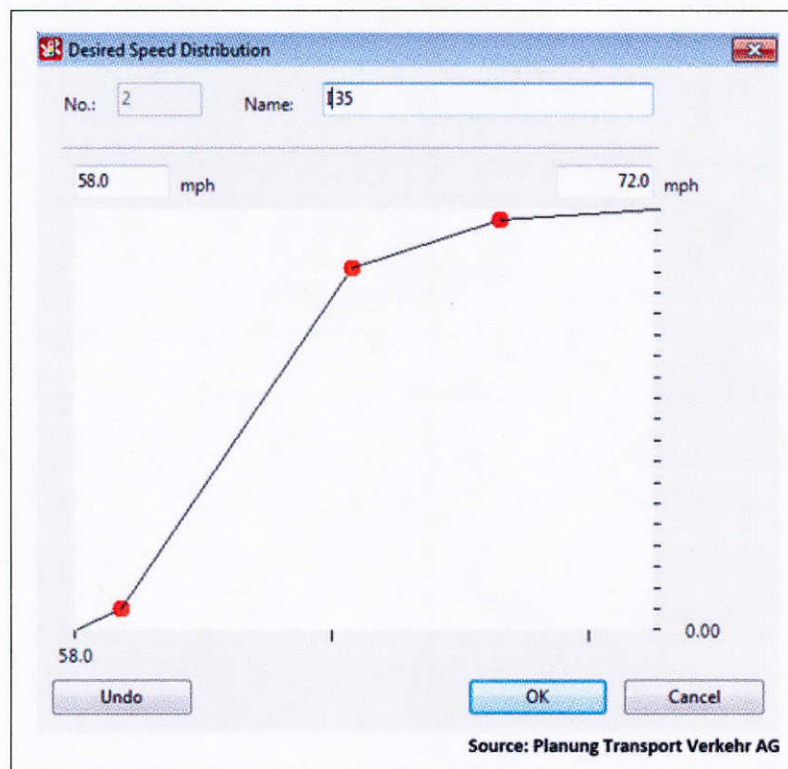 Desired Speed Distribution
No.: 2 Name: I35
58.0 mph 72.0 mph
0.00
58.0
Undo OK Cancel
Source: Planung Transport Verkehr AG